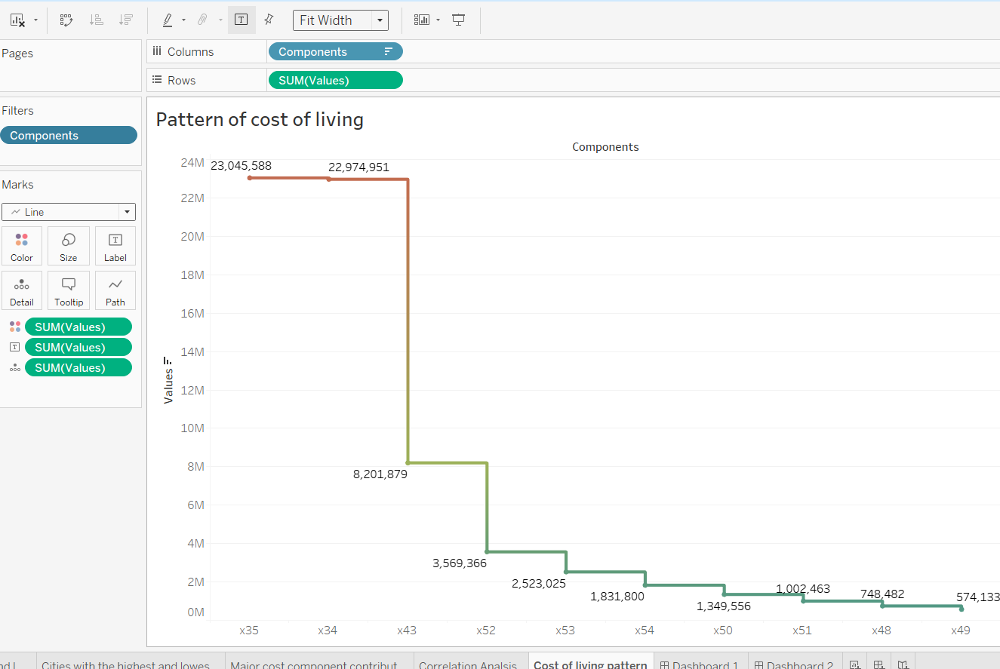 Fit Width
Pages
Columns
Components
Rows
SUM(Values)
Filters
Components
Marks
Line
Color
Size
Label
Detail
Tooltip
Path
SUM(Values)
SUM(Values)
SUM(Values)
Pattern of cost of living
Components
Values
24M
22M
20M
18M
16M
14M
12M
10M
8M
6M
4M
2M
0M
23,045,588
22,974,951
8,201,879
3,569,366
2,523,025
1,831,800
1,349,556
1,002,463
748,482
574,133
x35
x34
x43
x52
x53
x54
x50
x51
x48
x49
Cities with the highest and lowes
Major cost component contribut
Correlation Analsis
Cost of living pattern
Dashboard 1
Dashboard 2